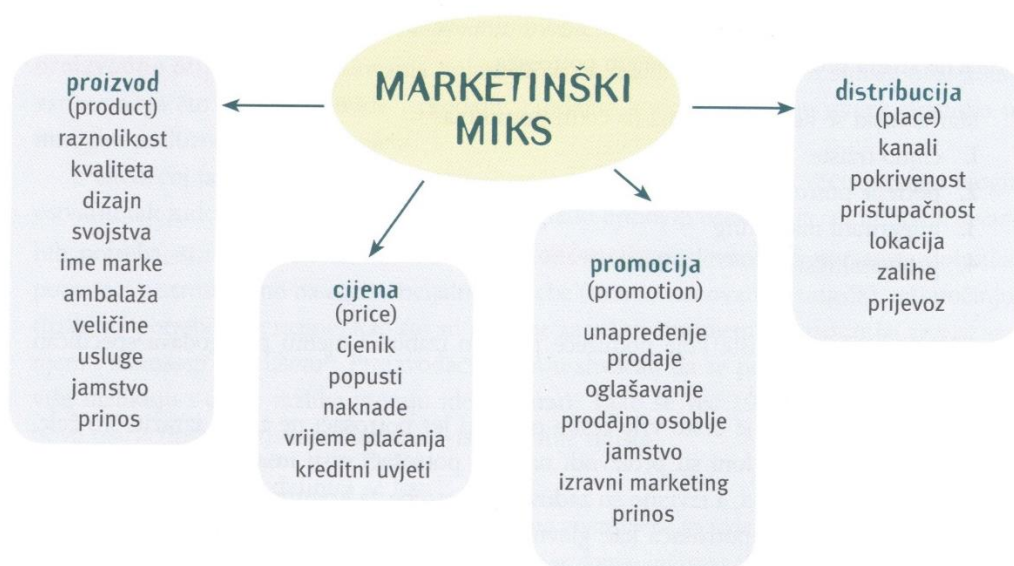 MARKETINŠKI
MIKS
proizvod
(product)
raznolikost
kvaliteta
dizajn
svojstva
ime marke
ambalaža
veličine
usluge
jamstvo
prinos
cijena
(price)
cjenik
popusti
naknade
vrijeme plaćanja
kreditni uvjeti
promocija
(promotion)
unapređenje
prodaje
oglašavanje
prodajno osoblje
jamstvo
izravni marketing
prinos
distribucija
(place)
kanali
pokrivenost
pristupačnost
lokacija
zalihe
prijevoz